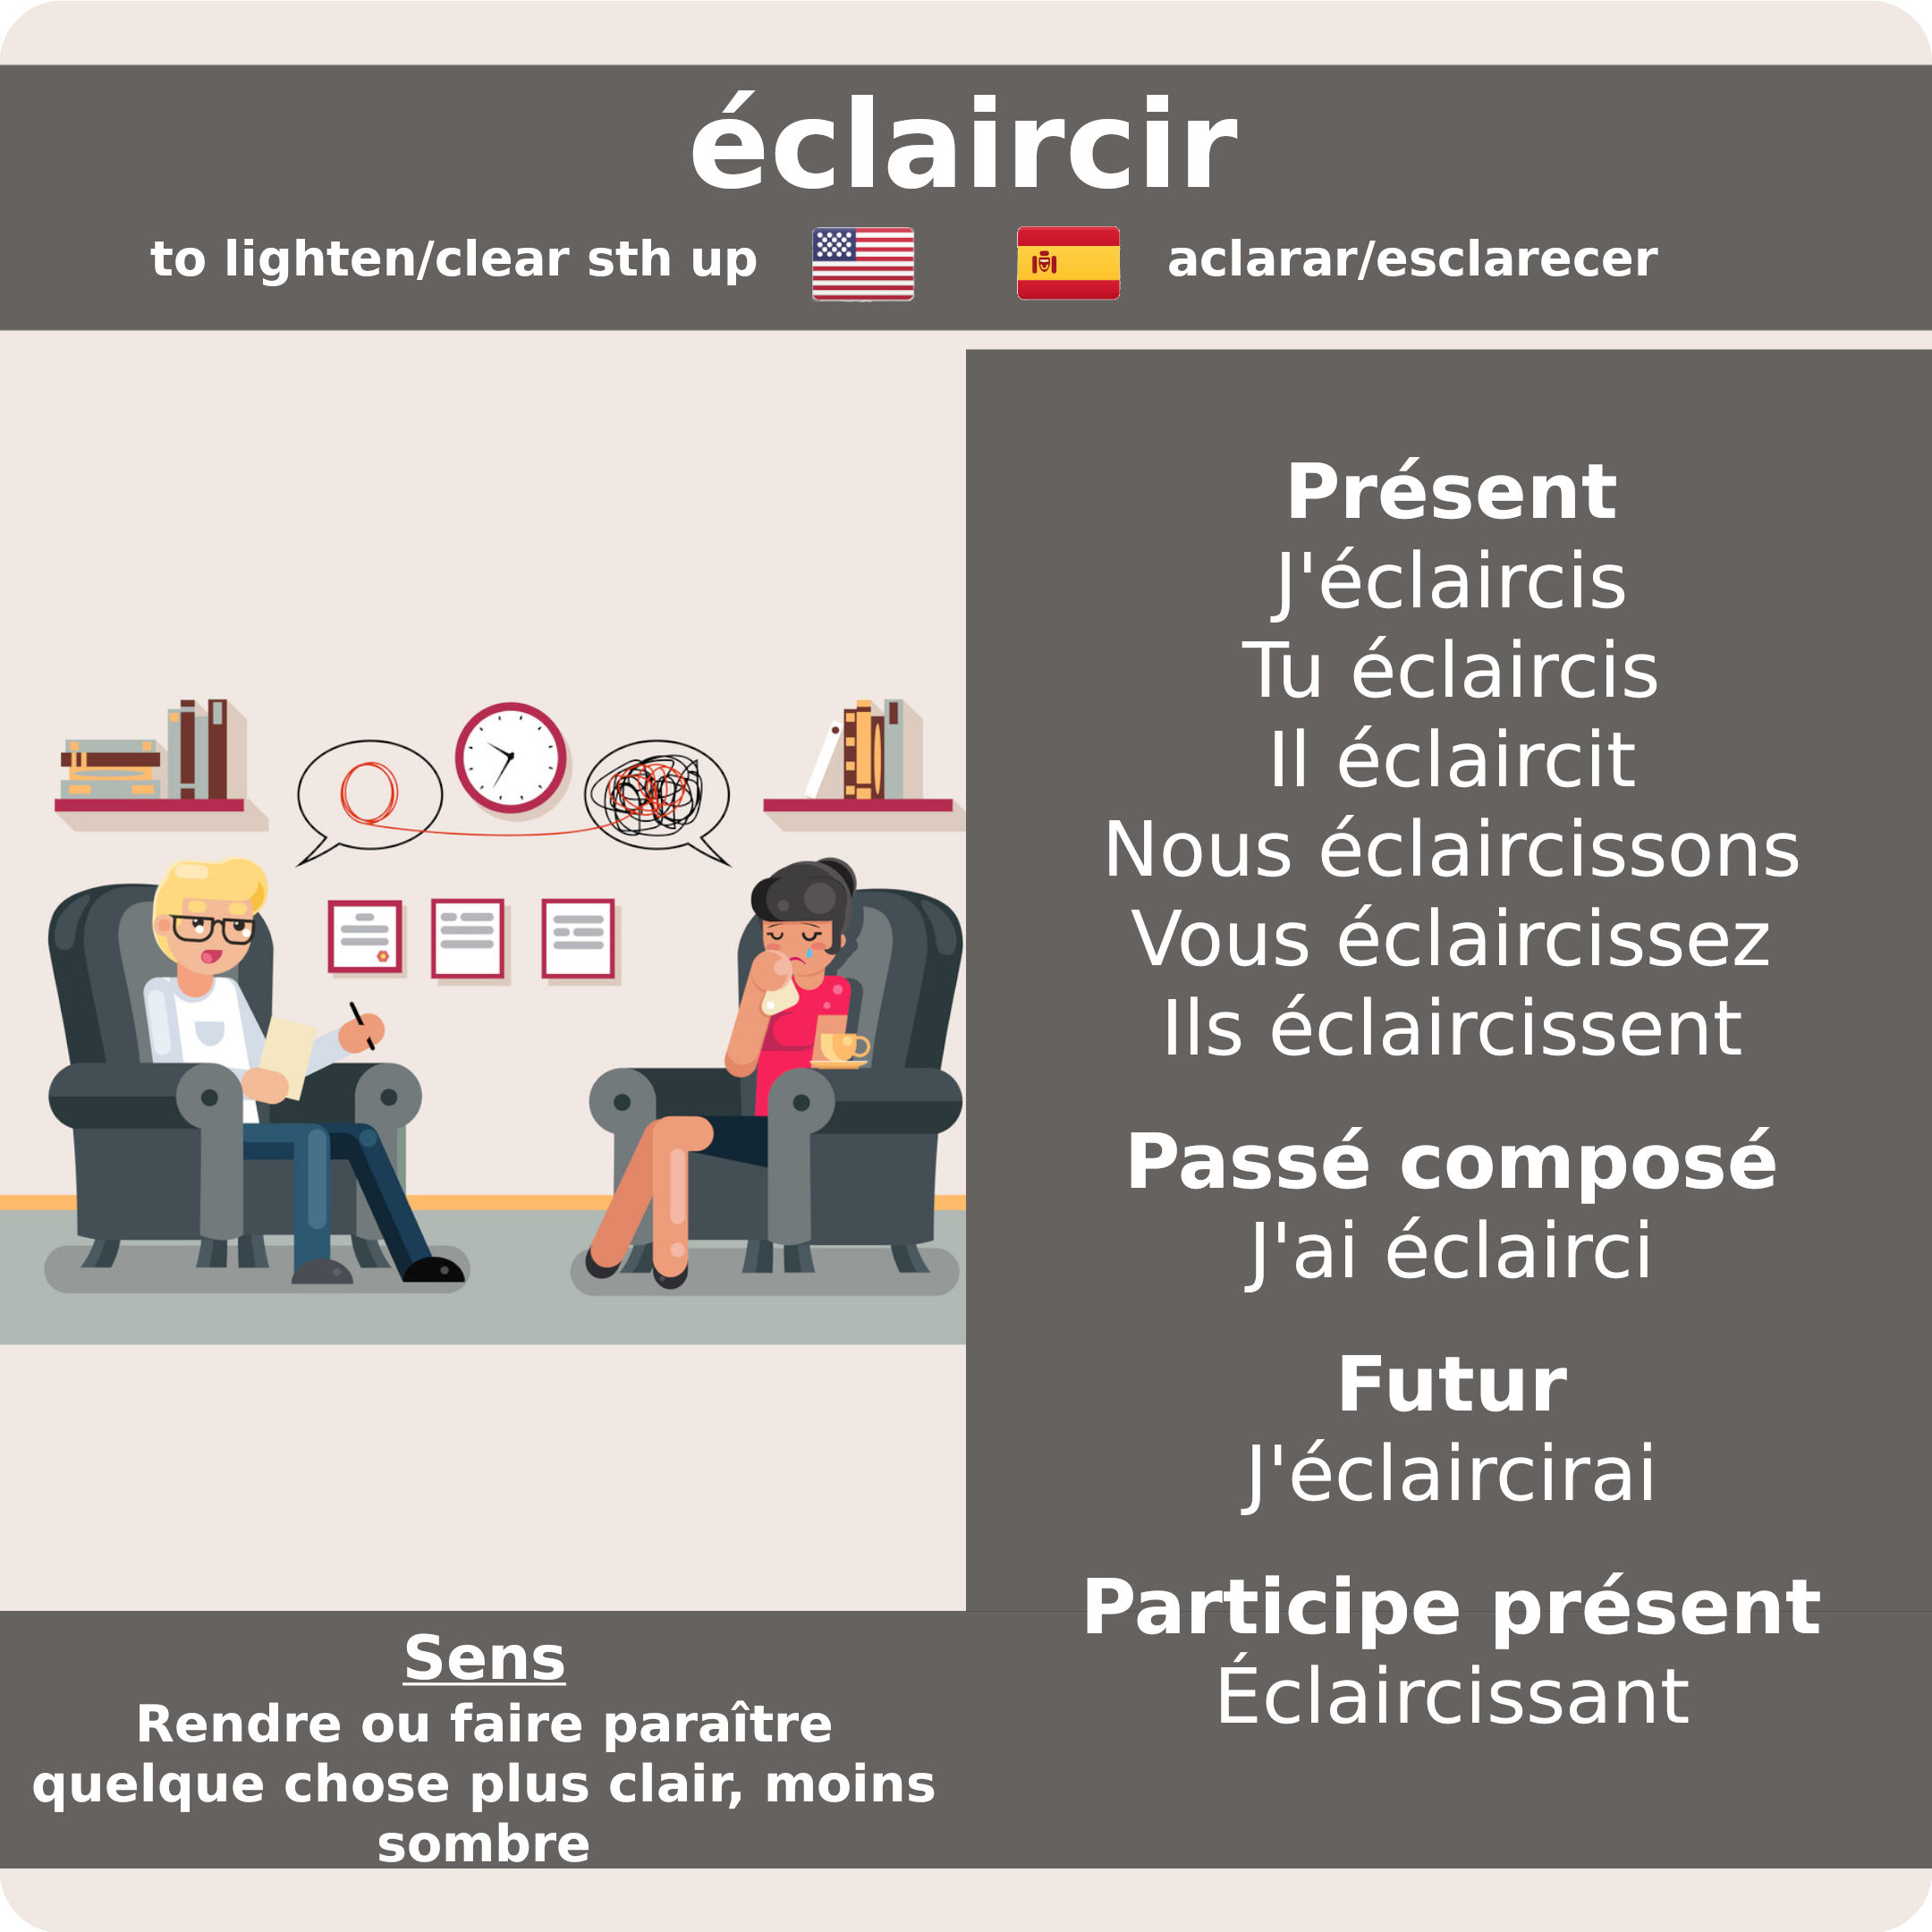 éclaircir
to lighten/clear sth up
aclarar/esclarecer
Présent
J'éclaircis
Tu éclaircis
Il éclaircit
Nous éclaircissons
Vous éclaircissez
Ils éclaircissent
Passé composé
J'ai éclairci
Futur
J'éclaircirai
Participe présent
Éclaircissant
Sens
Rendre ou faire paraître
quelque chose plus clair, moins
sombre